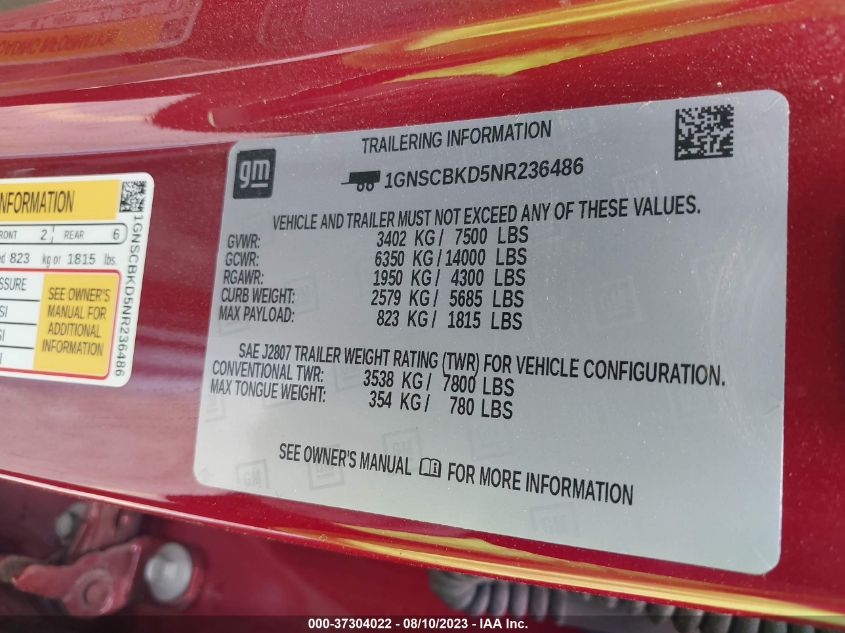 TRAILERING INFORMATION
gm
1GNSCBKD5NR236486
VEHICLE AND TRAILER MUST NOT EXCEED ANY OF THESE VALUES.
GVWR: 3402 KG / 7500 LBS
GCWR: 6350 KG / 14000 LBS
RGAWR: 1950 KG / 4300 LBS
CURB WEIGHT: 2579 KG / 5685 LBS
MAX PAYLOAD: 823 KG / 1815 LBS
SAE J2807 TRAILER WEIGHT RATING (TWR) FOR VEHICLE CONFIGURATION.
CONVENTIONAL TWR: 3538 KG / 7800 LBS
MAX TONGUE WEIGHT: 354 KG / 780 LBS
SEE OWNER'S MANUAL FOR MORE INFORMATION
INFORMATION
2 REAR 6
823 kg or 1815 lbs.
SEE OWNER'S
MANUAL FOR
ADDITIONAL
INFORMATION
1GNSCBKD5NR236486
000-37304022 - 08/10/2023 - IAA Inc.